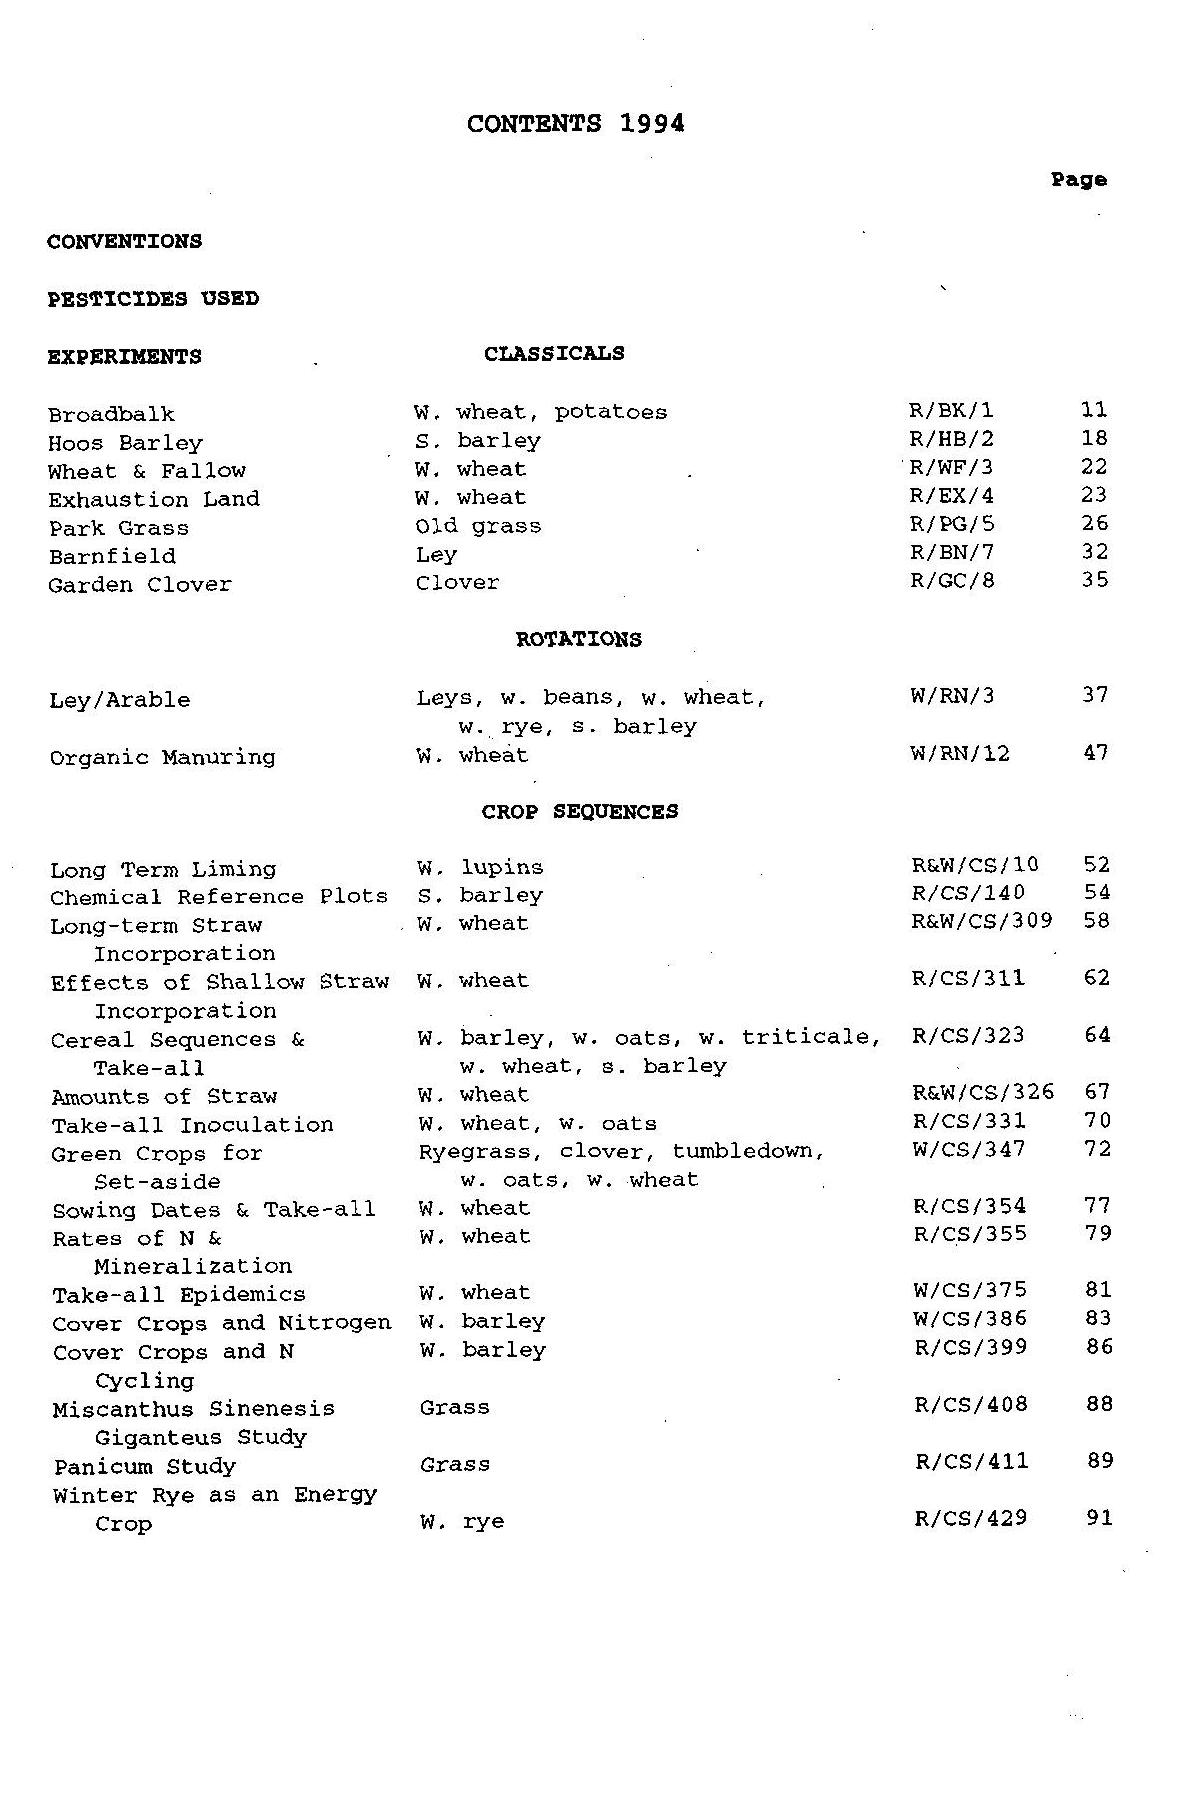 CONTENTS 1994
Page
CONVENTIONS
PESTICIDES USED
EXPERIMENTS CLASSICALS
Broadbalk W. wheat, potatoes R/BK/1 11
Hoos Barley S. barley R/HB/2 18
Wheat & Fallow W. wheat R/WF/3 22
Exhaustion Land W. wheat R/EX/4 23
Park Grass Old grass R/PG/5 26
Barnfield Ley R/BN/7 32
Garden Clover Clover R/GC/8 35
ROTATIONS
Ley/Arable Leys, w. beans, w. wheat, W/RN/3 37
w. rye, s. barley
Organic Manuring W. wheat W/RN/12 47
CROP SEQUENCES
Long Term Liming W. lupins R&W/CS/10 52
Chemical Reference Plots S. barley R/CS/140 54
Long-term Straw W. wheat R&W/CS/309 58
Incorporation
Effects of Shallow Straw W. wheat R/CS/311 62
Incorporation
Cereal Sequences & W. barley, w. oats, w. triticale, R/CS/323 64
Take-all w. wheat, s. barley
Amounts of Straw W. wheat R&W/CS/326 67
Take-all Inoculation W. wheat, w. oats R/CS/331 70
Green Crops for Ryegrass, clover, tumbledown, W/CS/347 72
Set-aside w. oats, w. wheat
Sowing Dates & Take-all W. wheat R/CS/354 77
Rates of N & W. wheat R/CS/355 79
Mineralization
Take-all Epidemics W. wheat W/CS/375 81
Cover Crops and Nitrogen W. barley W/CS/386 83
Cover Crops and N W. barley R/CS/399 86
Cycling
Miscanthus Sinenesis Grass R/CS/408 88
Giganteus Study
Panicum Study Grass R/CS/411 89
Winter Rye as an Energy
Crop W. rye R/CS/429 91